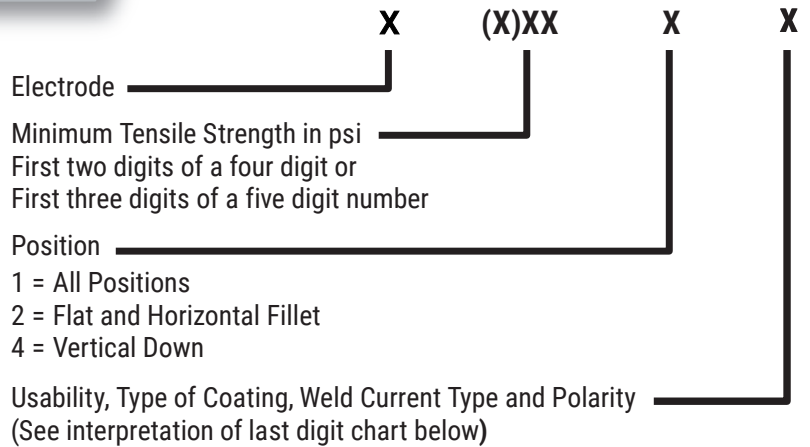 X (X)XX X X
Electrode
Minimum Tensile Strength in psi
First two digits of a four digit or
First three digits of a five digit number
Position
1 = All Positions
2 = Flat and Horizontal Fillet
4 = Vertical Down
Usability, Type of Coating, Weld Current Type and Polarity
(See interpretation of last digit chart below)